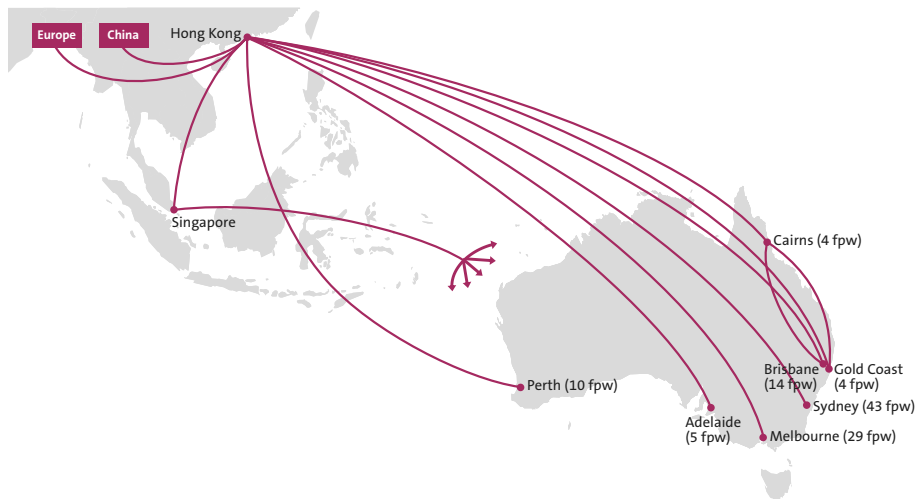 Europe
China
Hong Kong
Singapore
Cairns (4 fpw)
Brisbane
(14 fpw)
Gold Coast
(4 fpw)
Perth (10 fpw)
Sydney (43 fpw)
Adelaide
(5 fpw)
Melbourne (29 fpw)